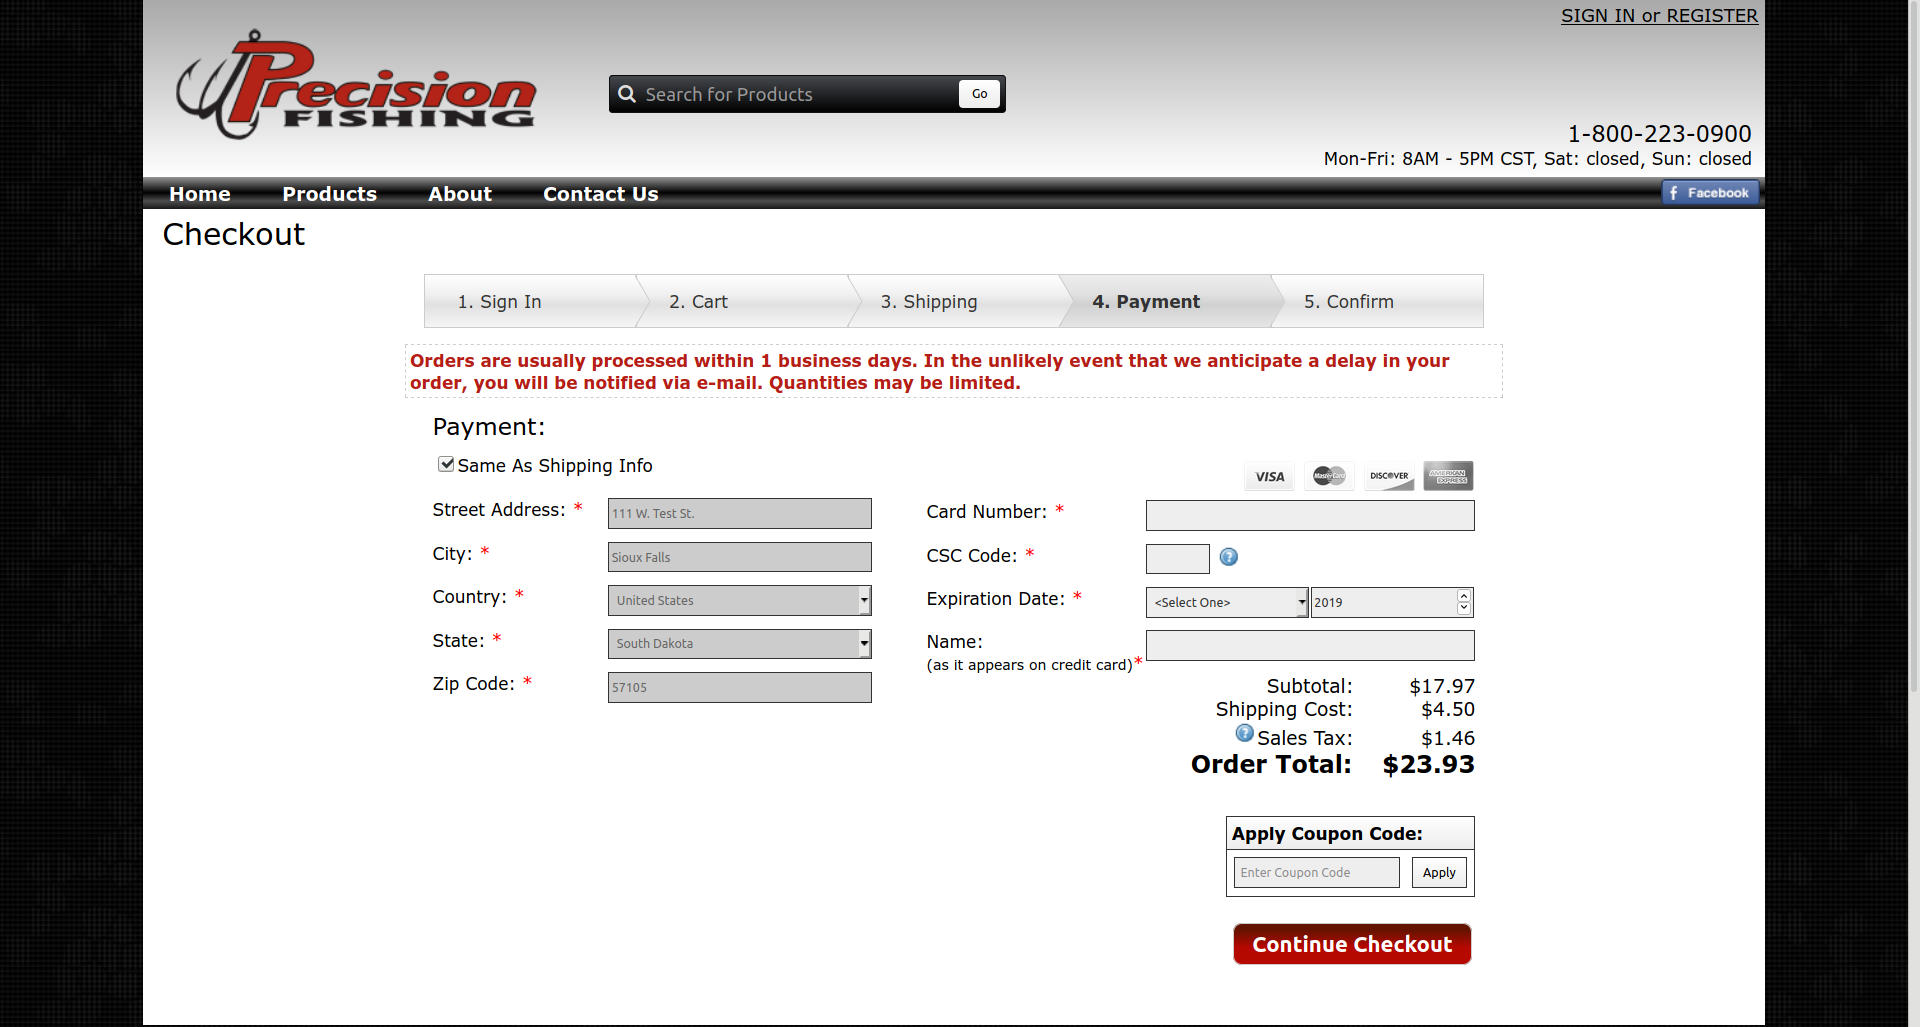 SIGN IN or REGISTER
Precision
FISHING
Search for Products
Go
1-800-223-0900
Mon-Fri: 8AM - 5PM CST, Sat: closed, Sun: closed
Home
Products
About
Contact Us
f Facebook
Checkout
1. Sign In
2. Cart
3. Shipping
4. Payment
5. Confirm
Orders are usually processed within 1 business days. In the unlikely event that we anticipate a delay in your
order, you will be notified via e-mail. Quantities may be limited.
Payment:
Same As Shipping Info
VISA
MasterCard
DISCOVER
AMERICAN
EXPRESS
Street Address: *
111 W. Test St.
City: *
Sioux Falls
Country: *
United States
State: *
South Dakota
Zip Code: *
57105
Card Number: *
CSC Code: *
?
Expiration Date: *
<Select One>
2019
Name:
(as it appears on credit card)*
Subtotal: $17.97
Shipping Cost: $4.50
? Sales Tax: $1.46
Order Total: $23.93
Apply Coupon Code:
Enter Coupon Code
Apply
Continue Checkout